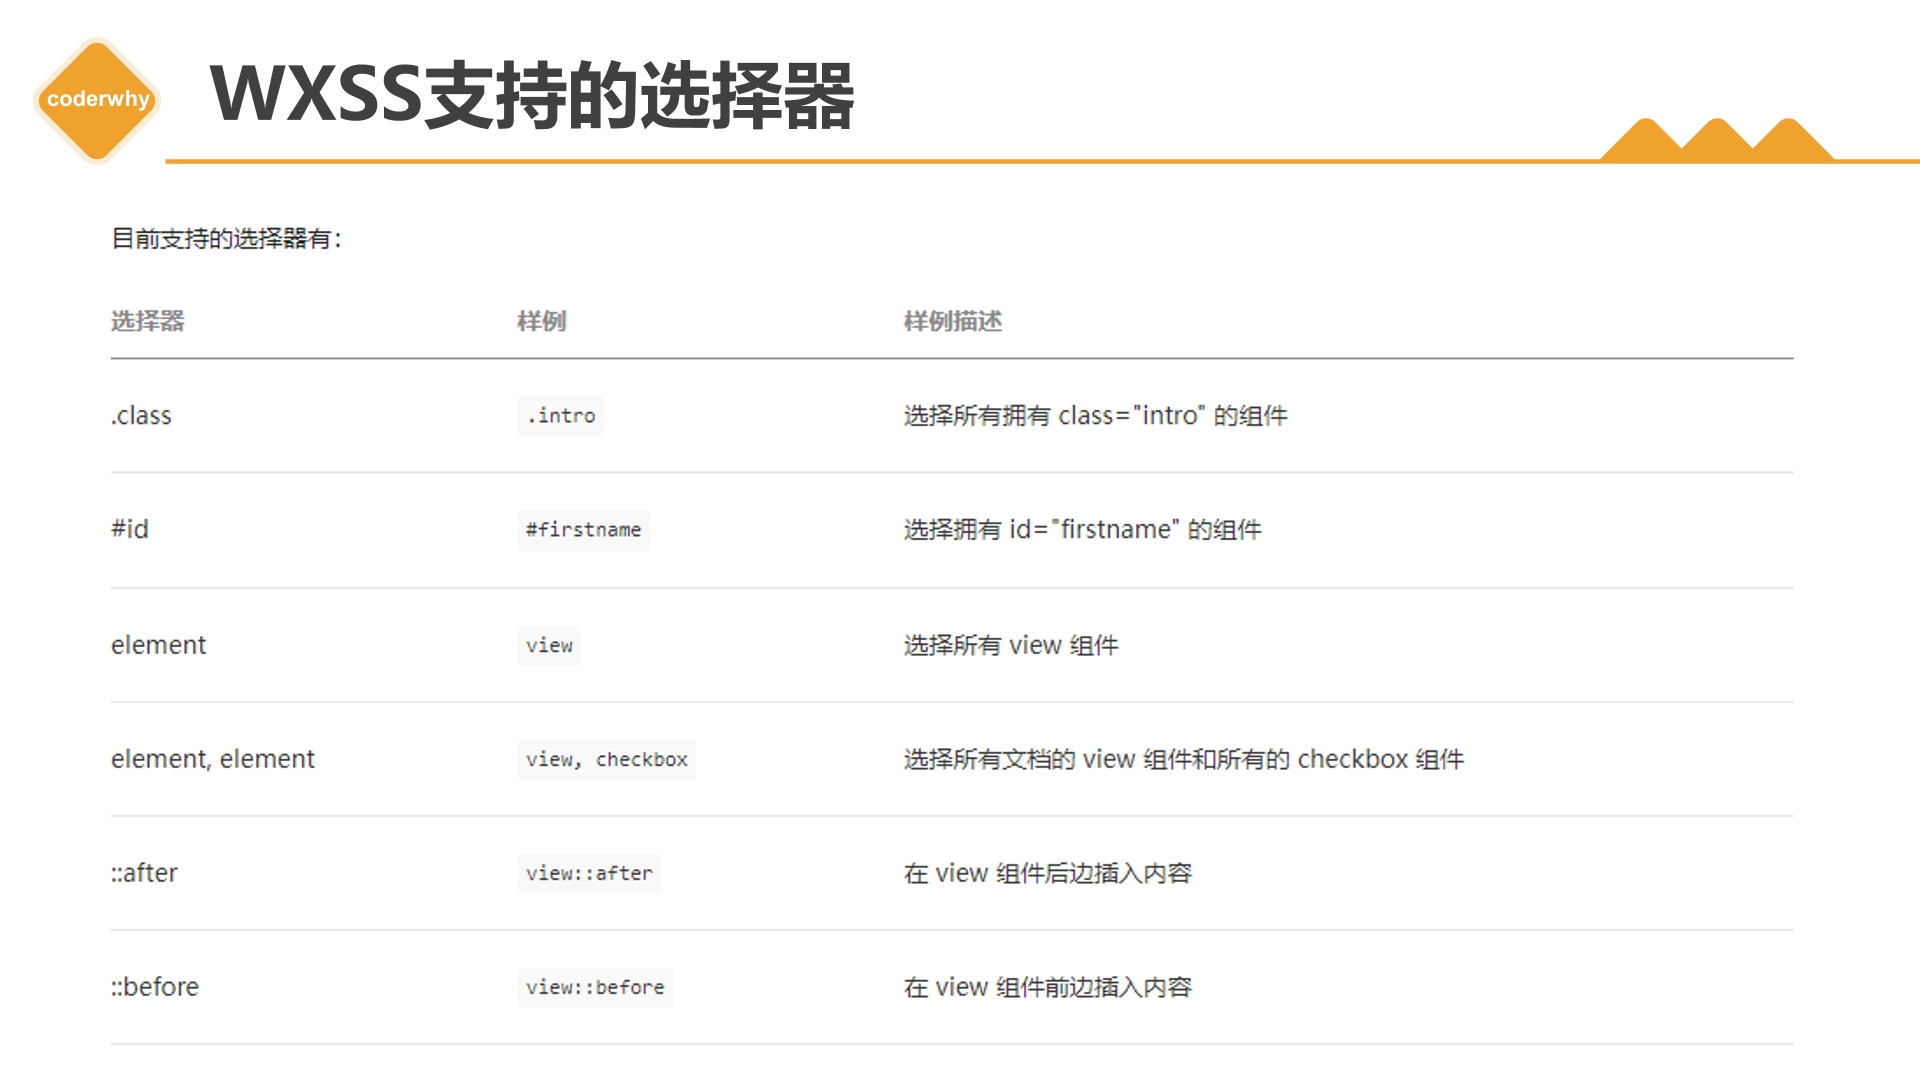 coderwhy
WXSS支持的选择器
目前支持的选择器有：
选择器 样例 样例描述
.class .intro 选择所有拥有 class="intro" 的组件
#id #firstname 选择拥有 id="firstname" 的组件
element view 选择所有 view 组件
element, element view, checkbox 选择所有文档的 view 组件和所有的 checkbox 组件
::after view::after 在 view 组件后边插入内容
::before view::before 在 view 组件前边插入内容